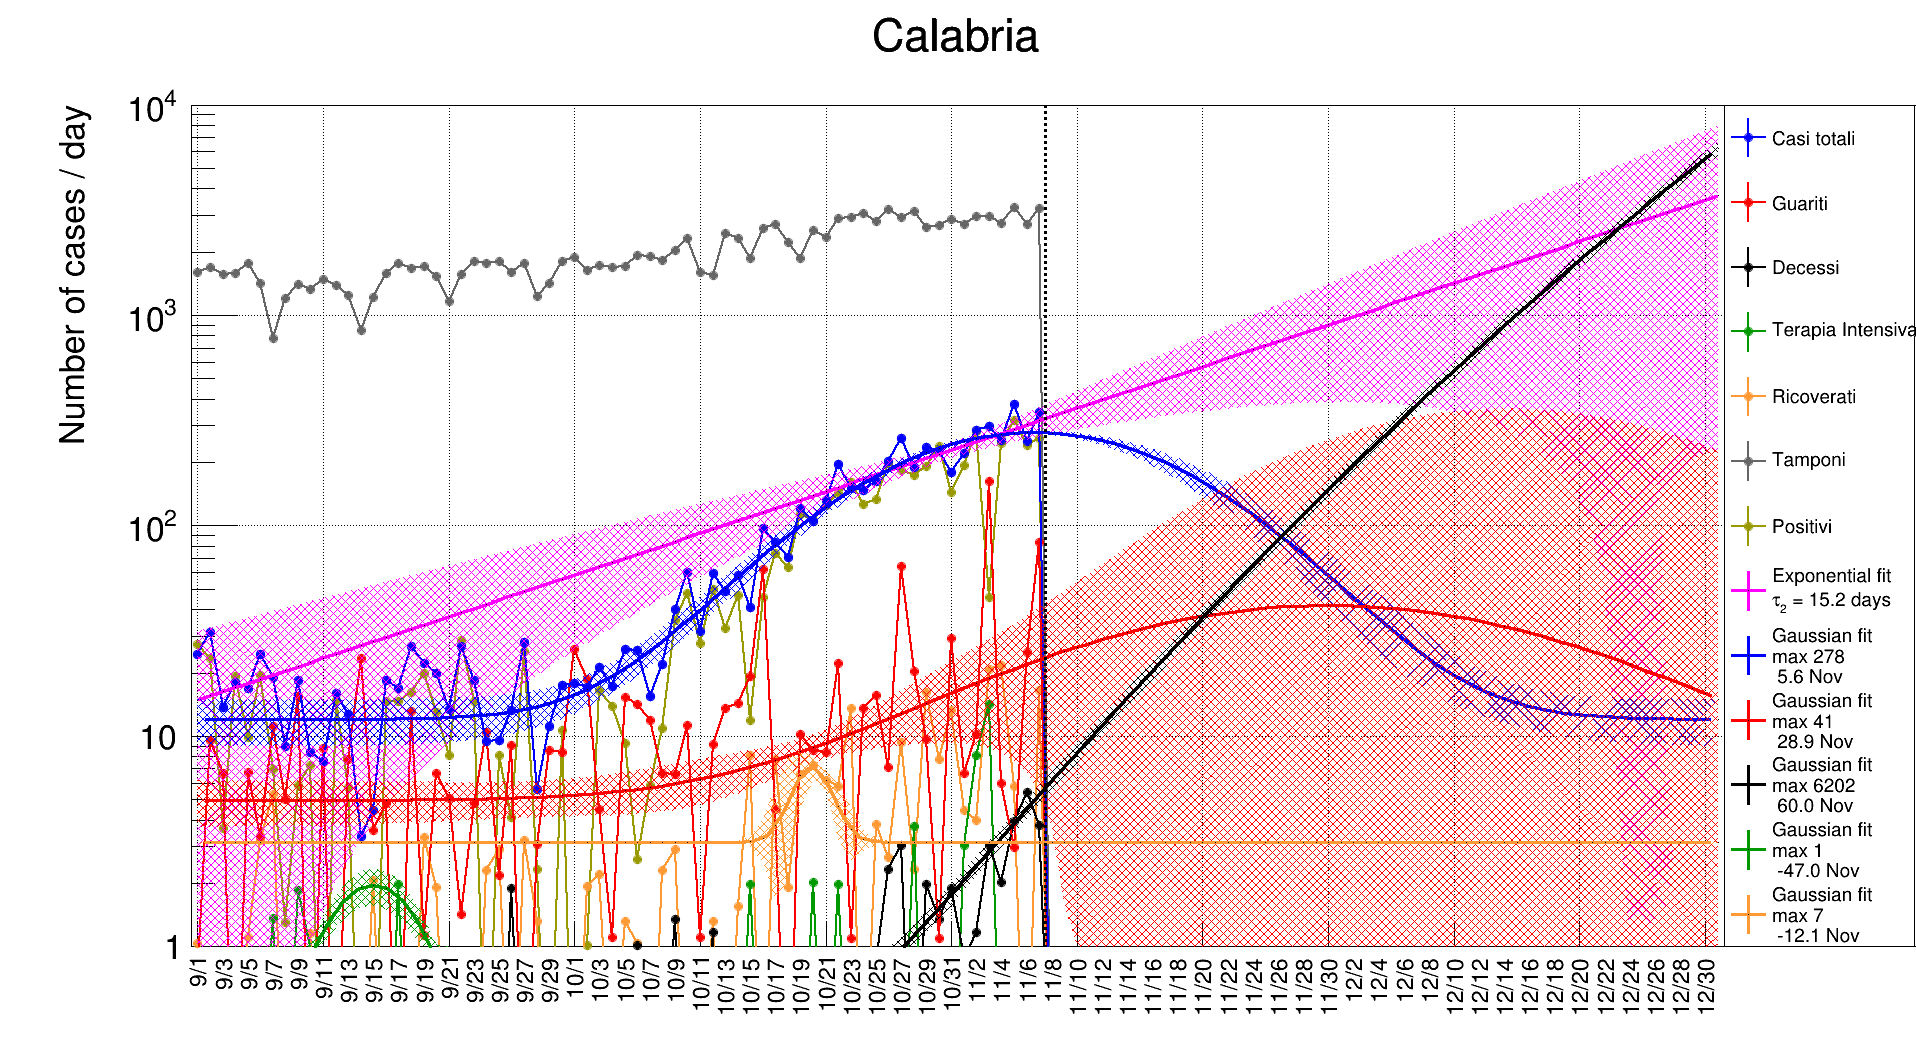 Calabria
Number of cases / day
10^4
10^3
10^2
10
1
9/1
9/3
9/5
9/7
9/9
9/11
9/13
9/15
9/17
9/19
9/21
9/23
9/25
9/27
9/29
10/1
10/3
10/5
10/7
10/9
10/11
10/13
10/15
10/17
10/19
10/21
10/23
10/25
10/27
10/29
10/31
11/2
11/4
11/6
11/8
11/10
11/12
11/14
11/16
11/18
11/20
11/22
11/24
11/26
11/28
11/30
12/2
12/4
12/6
12/8
12/10
12/12
12/14
12/16
12/18
12/20
12/22
12/24
12/26
12/28
12/30
Casi totali
Guariti
Decessi
Terapia Intensiva
Ricoverati
Tamponi
Positivi
Exponential fit
τ₂ = 15.2 days
Gaussian fit
max 278
5.6 Nov
Gaussian fit
max 41
28.9 Nov
Gaussian fit
max 6202
60.0 Nov
Gaussian fit
max 1
-47.0 Nov
Gaussian fit
max 7
-12.1 Nov